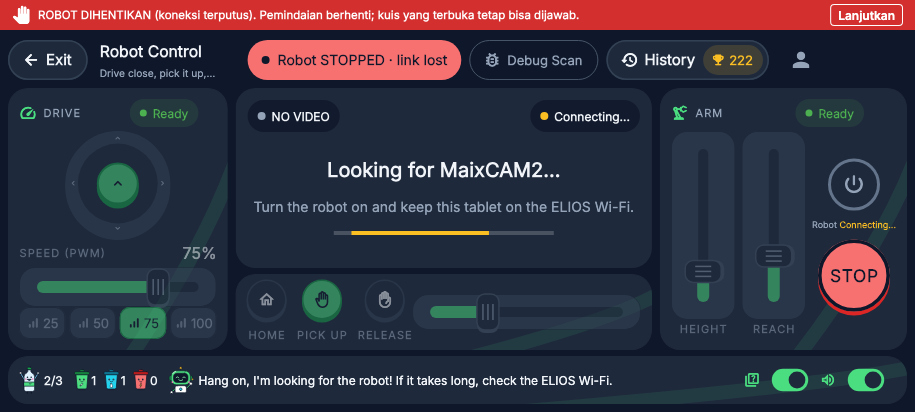 ROBOT DIHENTIKAN (koneksi terputus). Pemindaian berhenti; kuis yang terbuka tetap bisa dijawab.
Lanjutkan
Exit
Robot Control
Drive close, pick it up,...
Robot STOPPED · link lost
Debug Scan
History
222
DRIVE
Ready
NO VIDEO
Connecting...
ARM
Ready
Looking for MaixCAM2...
Turn the robot on and keep this tablet on the ELIOS Wi-Fi.
Robot Connecting...
SPEED (PWM)
75%
STOP
25
50
75
100
HOME
PICK UP
RELEASE
HEIGHT
REACH
2/3
1
1
0
Hang on, I'm looking for the robot! If it takes long, check the ELIOS Wi-Fi.